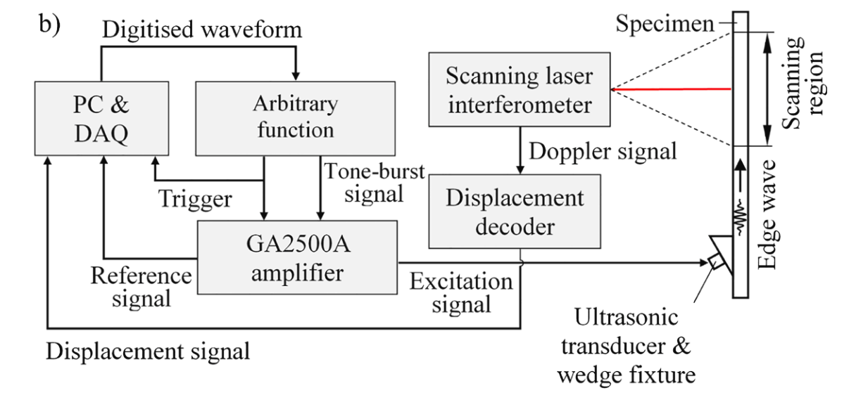 b)
Digitised waveform
PC &
DAQ
Arbitrary
function
Scanning laser
interferometer
Specimen
Scanning
region
Trigger
Tone-burst
signal
Doppler signal
Displacement
decoder
GA2500A
amplifier
Reference
signal
Excitation
signal
Edge wave
Displacement signal
Ultrasonic
transducer &
wedge fixture